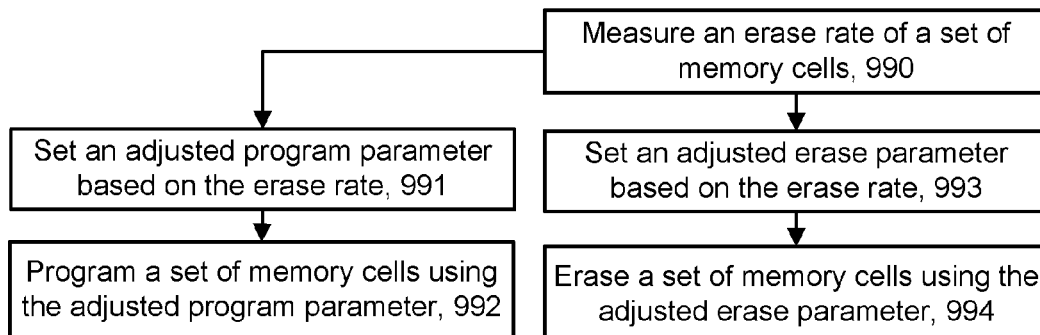 Measure an erase rate of a set of
memory cells, 990
Set an adjusted program parameter
based on the erase rate, 991
Program a set of memory cells using
the adjusted program parameter, 992
Set an adjusted erase parameter
based on the erase rate, 993
Erase a set of memory cells using the
adjusted erase parameter, 994